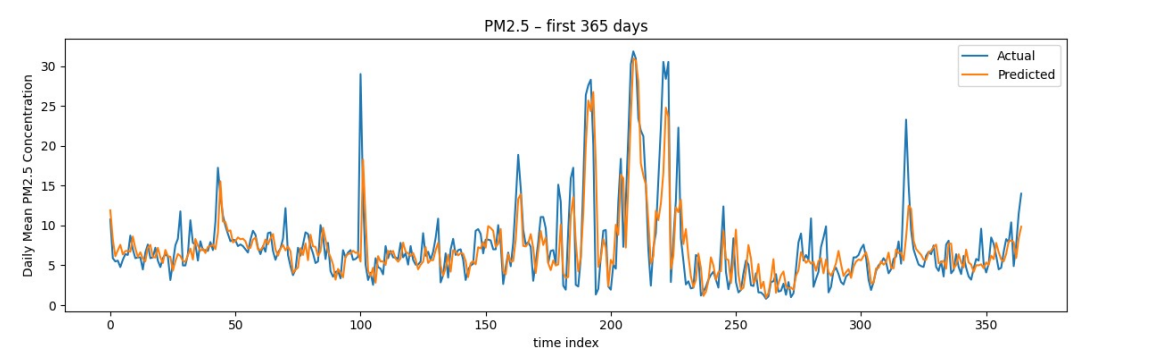 PM2.5 – first 365 days
Actual
Predicted
Daily Mean PM2.5 Concentration
30
25
20
15
10
5
0
0 50 100 150 200 250 300 350
time index